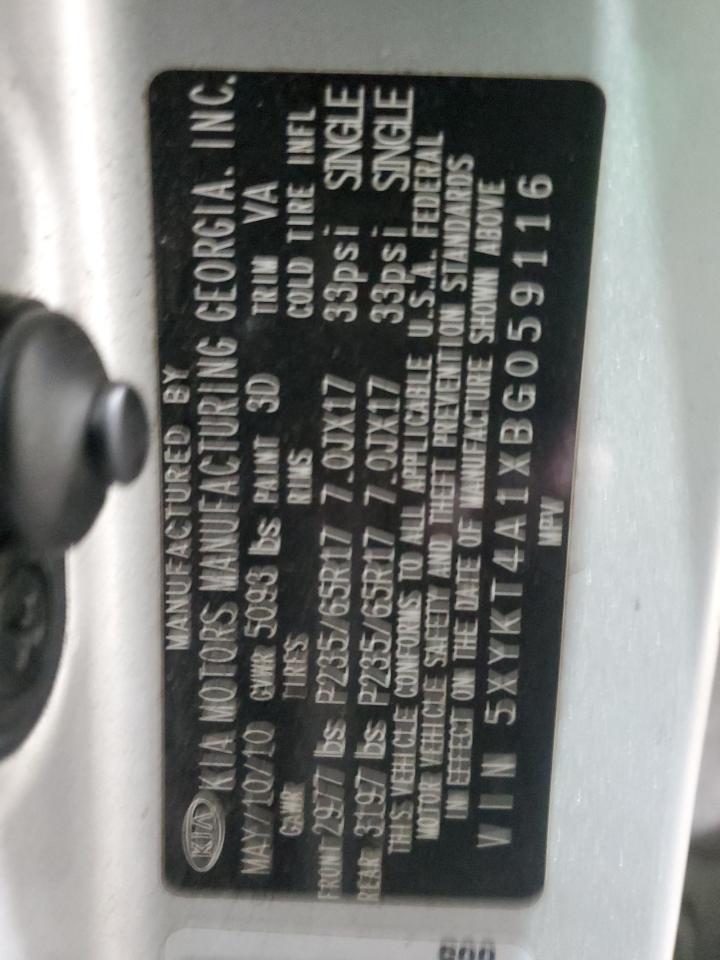 MANUFACTURED BY
KIA KIA MOTORS MANUFACTURING GEORGIA, INC.
MAY/10/10 GVWR 5093 lbs PAINT 3D TRIM VA
GAWR TIRES RIMS COLD TIRE INFL
FRONT 2977 lbs P235/65R17 7.0JX17 33psi SINGLE
REAR 3197 lbs P235/65R17 7.0JX17 33psi SINGLE
THIS VEHICLE CONFORMS TO ALL APPLICABLE U.S.A. FEDERAL
MOTOR VEHICLE SAFETY AND THEFT PREVENTION STANDARDS
IN EFFECT ON THE DATE OF MANUFACTURE SHOWN ABOVE
VIN 5XYKT4A1XBG059116
MPV